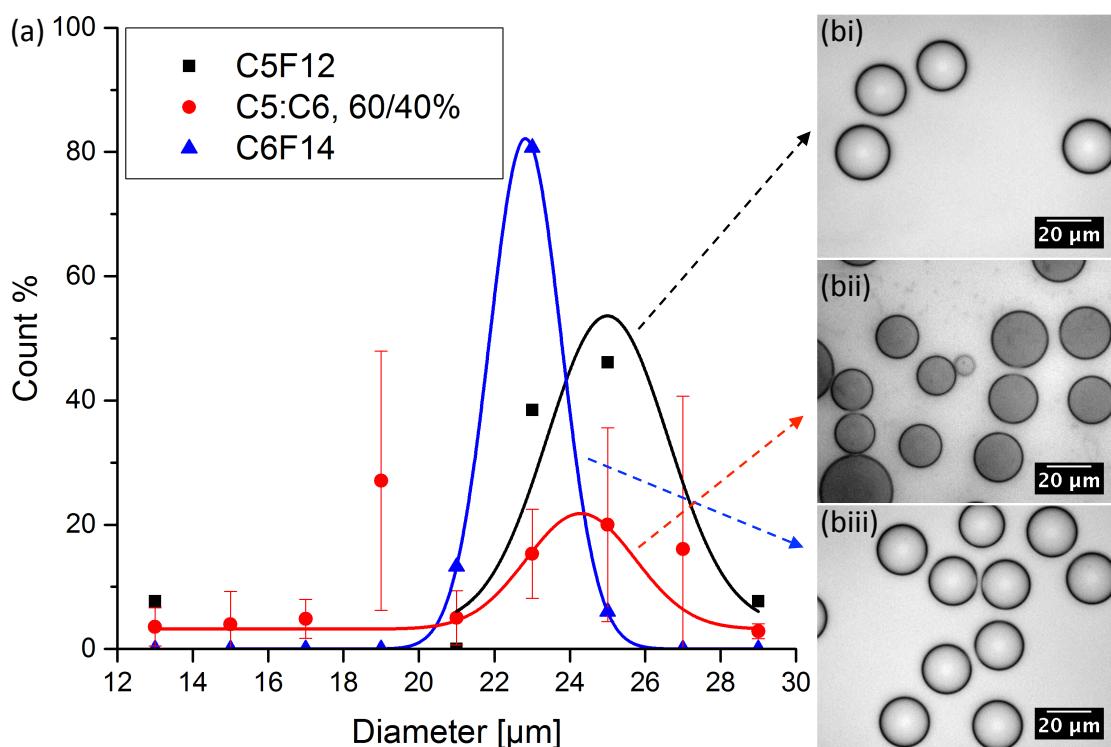 (a)
100
80
60
40
20
0
Count %
C5F12
C5:C6, 60/40%
C6F14
12 14 16 18 20 22 24 26 28 30
Diameter [µm]
(bi)
20 µm
(bii)
20 µm
(biii)
20 µm